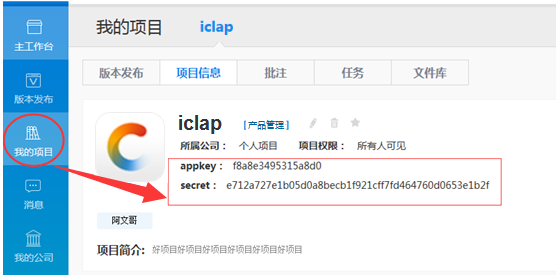 主工作台
版本发布
我的项目
消息
我的公司
我的项目 iclap
版本发布 项目信息 批注 任务 文件库
iclap [产品管理]
所属公司： 个人项目 项目权限： 所有人可见
appkey： f8a8e3495315a8d0
secret： e712a727e1b05d0a8becb1f921cff7fd464760d0653e1b2f
阿文哥
项目简介: 好项目好项目好项目好项目好项目好项目